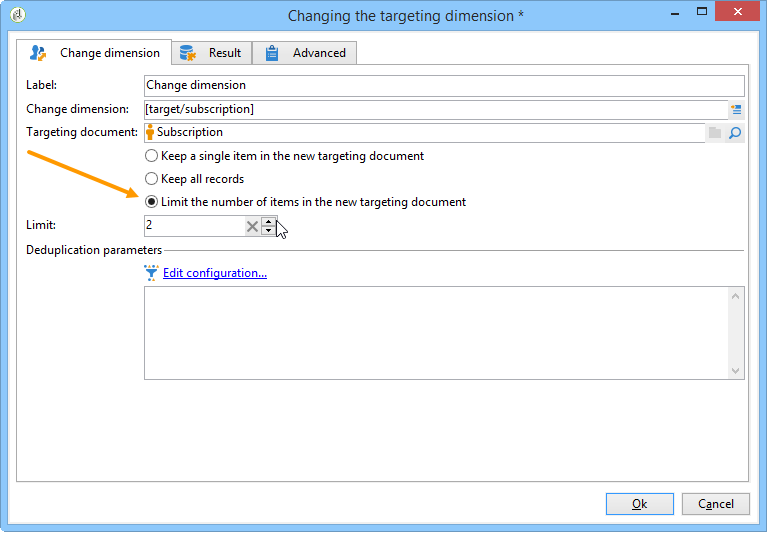 Changing the targeting dimension *
Change dimension Result Advanced
Label: Change dimension
Change dimension: [target/subscription]
Targeting document: Subscription
Keep a single item in the new targeting document
Keep all records
Limit the number of items in the new targeting document
Limit: 2
Deduplication parameters
Edit configuration...
Ok Cancel